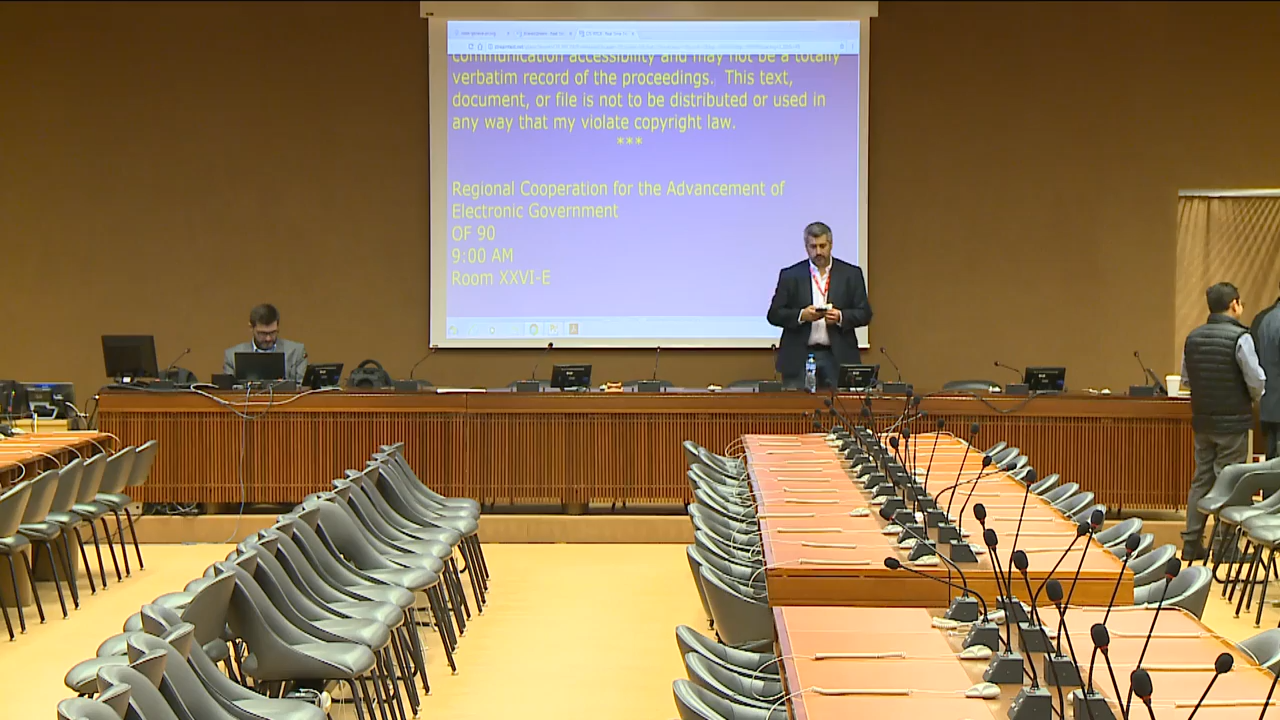 communication accessibility and may not be a totally
verbatim record of the proceedings. This text,
document, or file is not to be distributed or used in
any way that my violate copyright law.
***
Regional Cooperation for the Advancement of
Electronic Government
OF 90
9:00 AM
Room XXVI-E